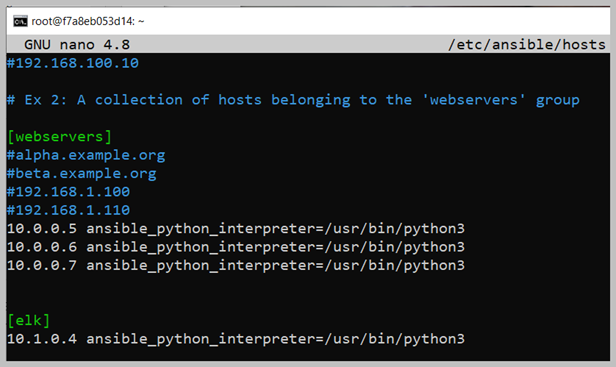 root@f7a8eb053d14: ~
GNU nano 4.8 /etc/ansible/hosts
#192.168.100.10
# Ex 2: A collection of hosts belonging to the 'webservers' group
[webservers]
#alpha.example.org
#beta.example.org
#192.168.1.100
#192.168.1.110
10.0.0.5 ansible_python_interpreter=/usr/bin/python3
10.0.0.6 ansible_python_interpreter=/usr/bin/python3
10.0.0.7 ansible_python_interpreter=/usr/bin/python3
[elk]
10.1.0.4 ansible_python_interpreter=/usr/bin/python3